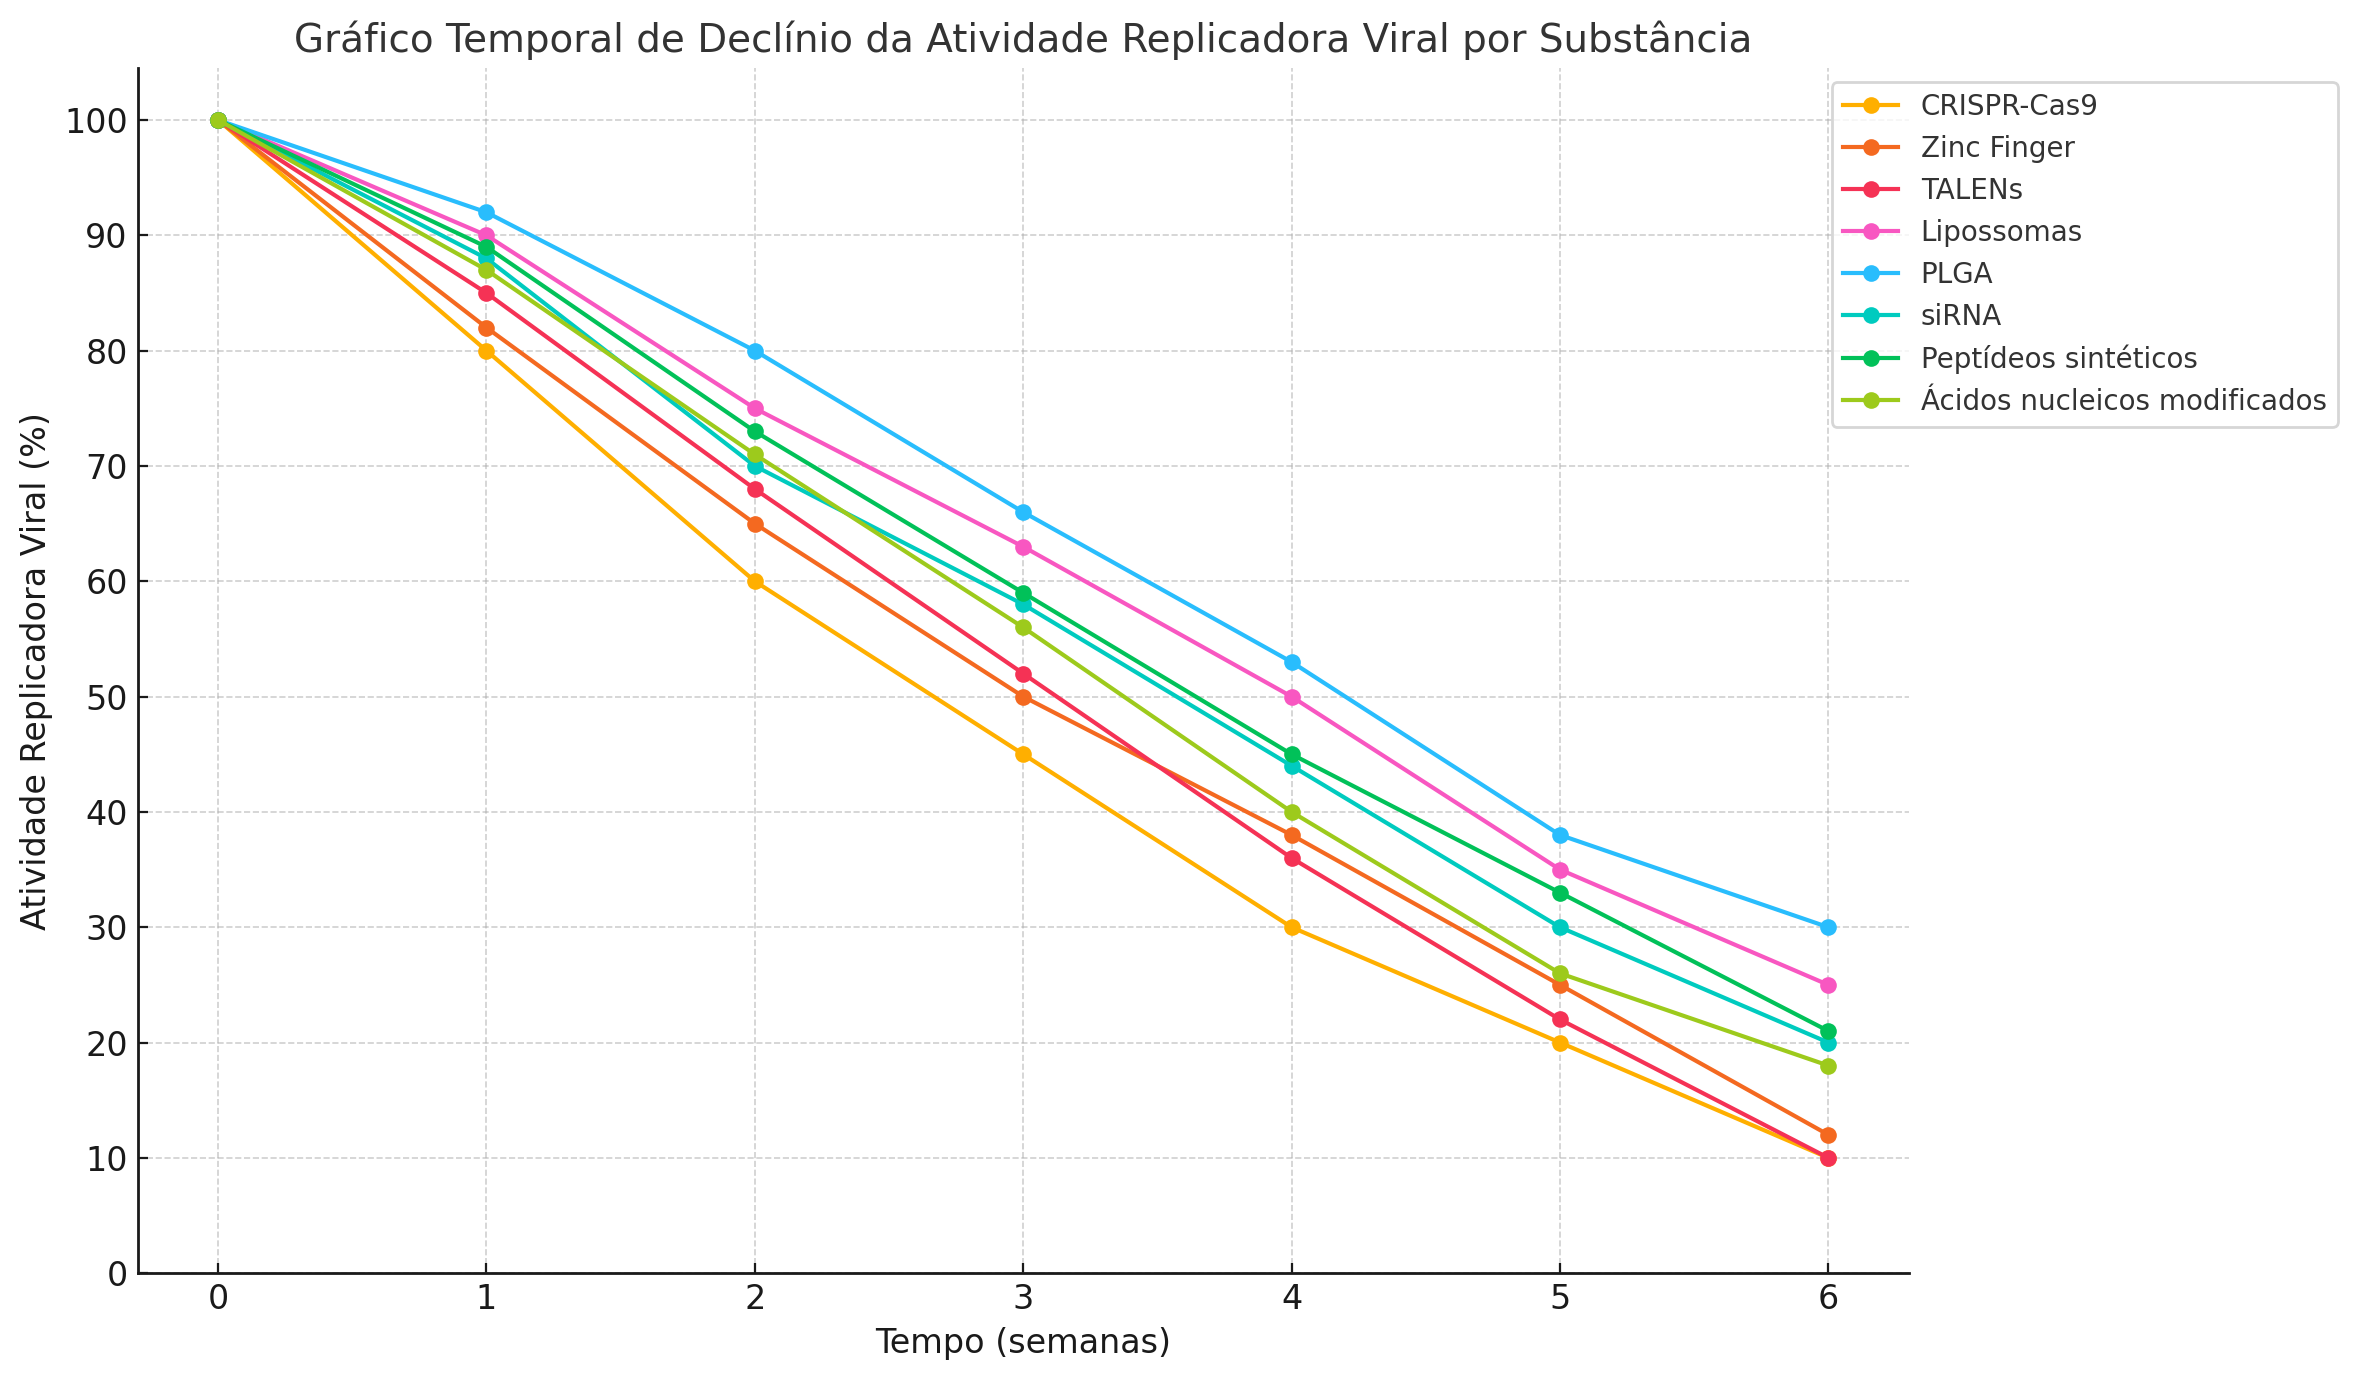 Gráfico Temporal de Declínio da Atividade Replicadora Viral por Substância
Atividade Replicadora Viral (%)
100
90
80
70
60
50
40
30
20
10
0
0 1 2 3 4 5 6
Tempo (semanas)
CRISPR-Cas9
Zinc Finger
TALENs
Lipossomas
PLGA
siRNA
Peptídeos sintéticos
Ácidos nucleicos modificados